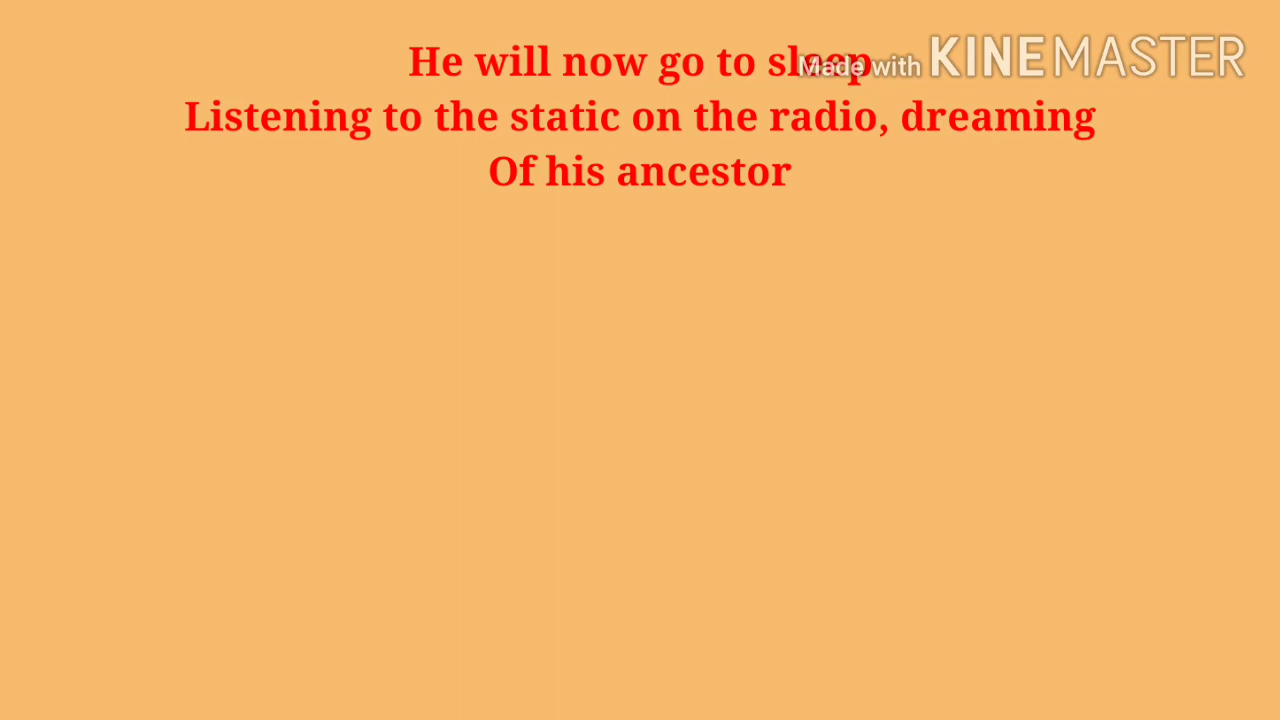 He will now go to sleep
Made with KINEMASTER
Listening to the static on the radio, dreaming
Of his ancestor